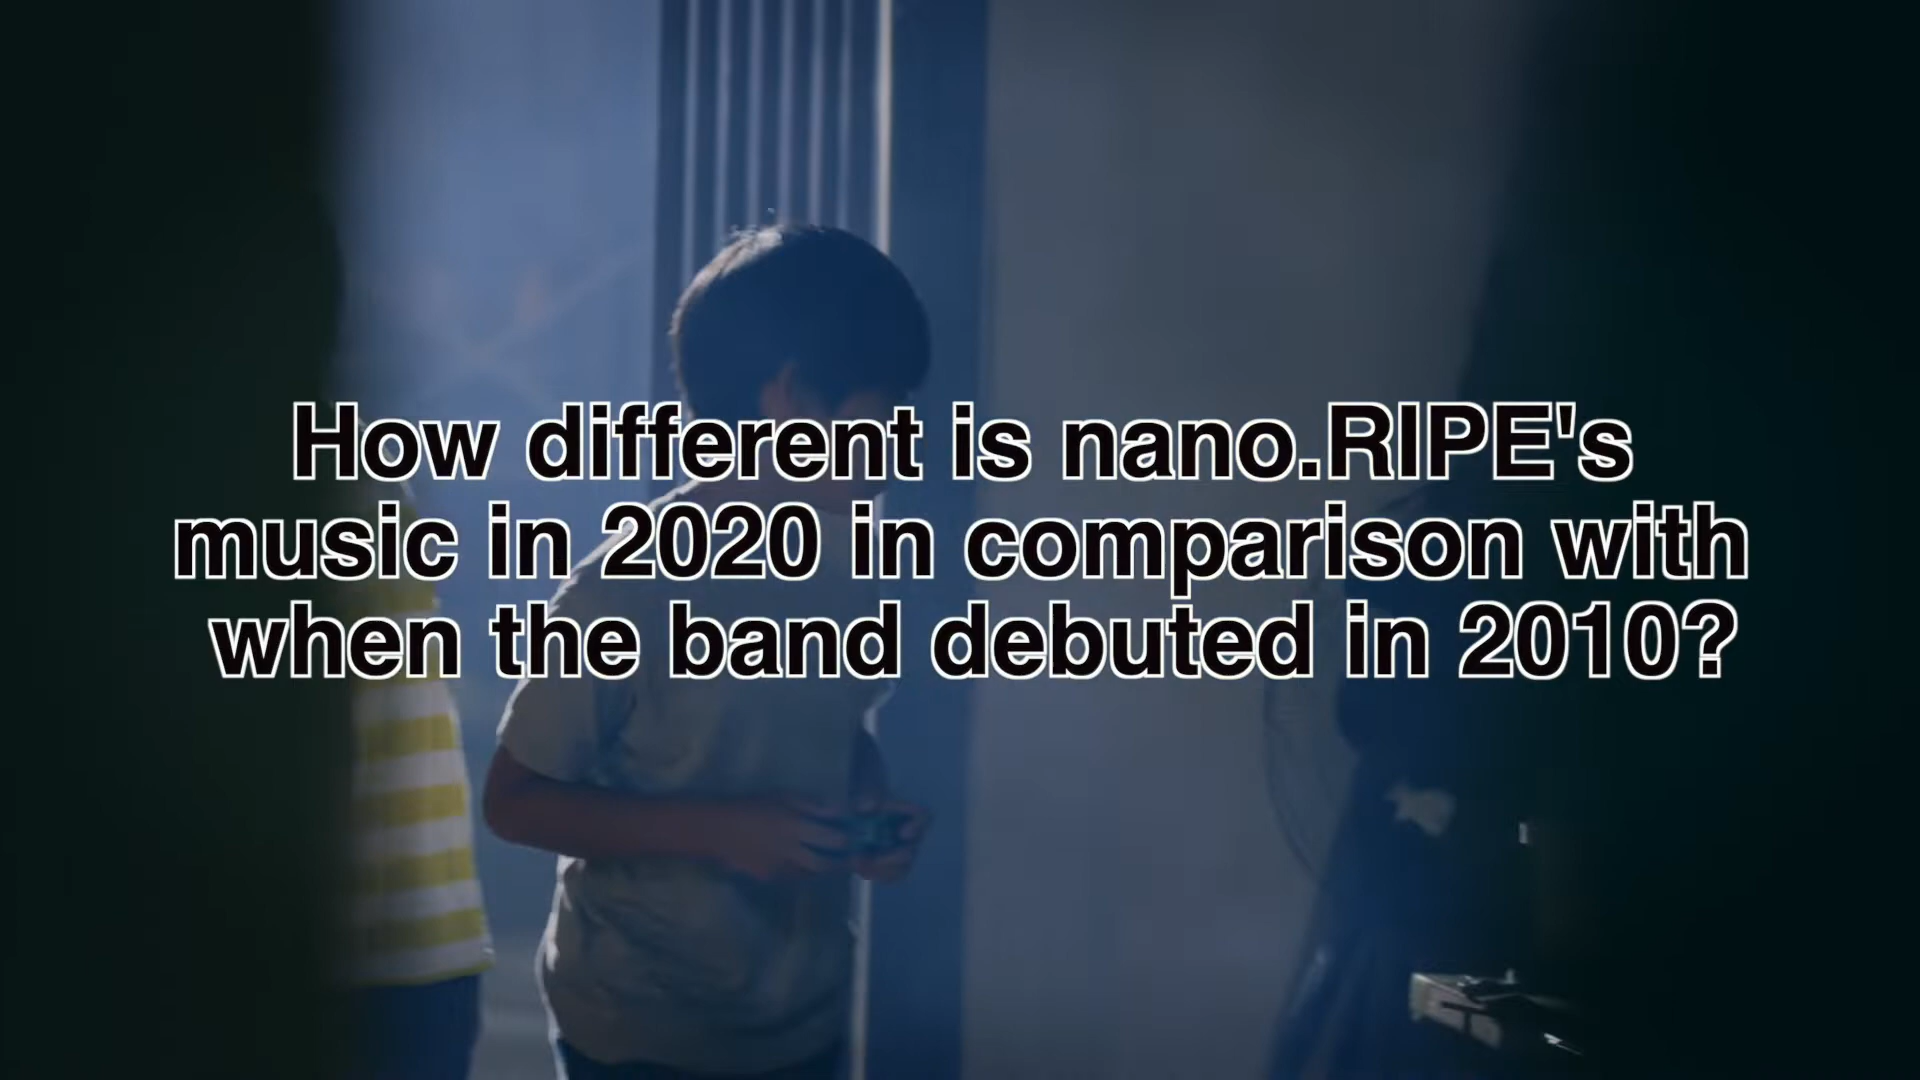 How different is nano.RIPE's
music in 2020 in comparison with
when the band debuted in 2010?